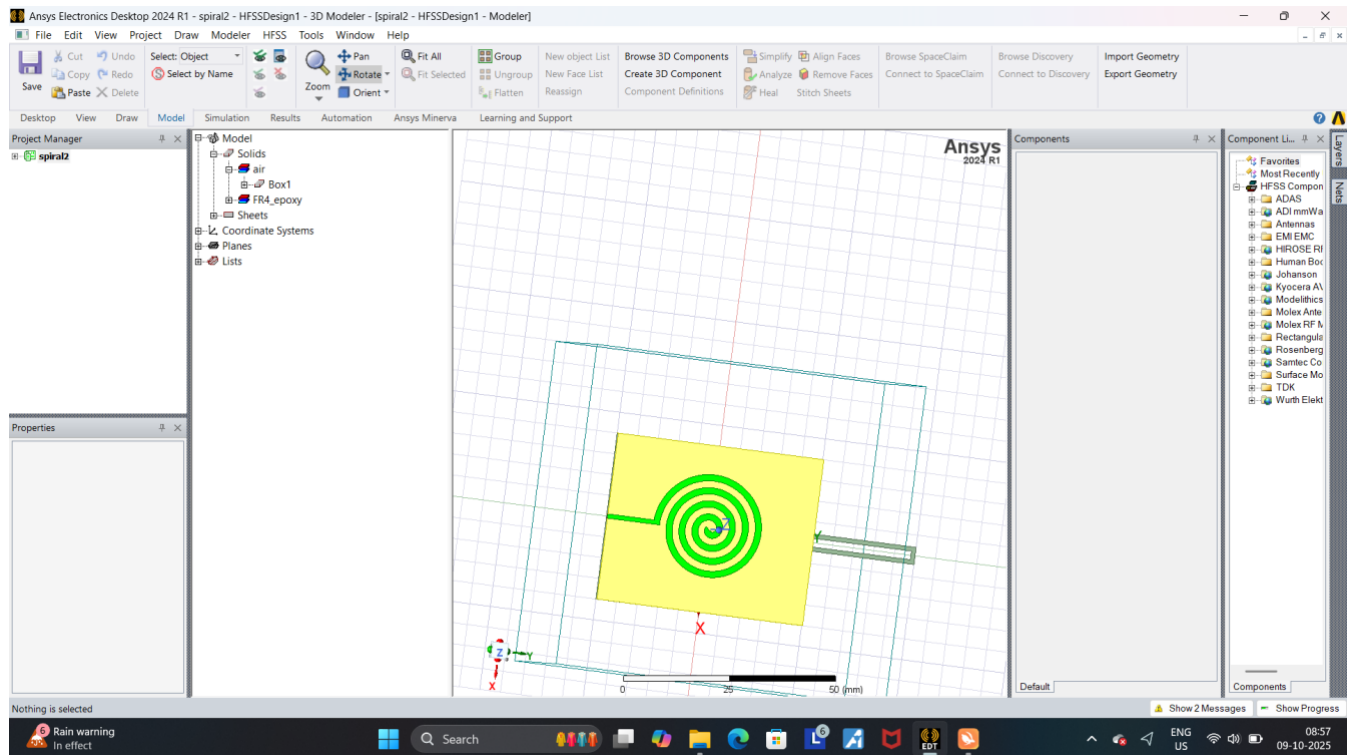 Ansys Electronics Desktop 2024 R1 - spiral2 - HFSSDesign1 - 3D Modeler - [spiral2 - HFSSDesign1 - Modeler]
File Edit View Project Draw Modeler HFSS Tools Window Help
Save
Cut Undo
Copy Redo
Paste Delete
Select: Object
Select by Name
Zoom
Pan
Rotate
Orient
Fit All
Fit Selected
Group
Ungroup
Flatten
New object List
New Face List
Reassign
Browse 3D Components
Create 3D Component
Component Definitions
Simplify Align Faces
Analyze Remove Faces
Heal Stitch Sheets
Browse SpaceClaim
Connect to SpaceClaim
Browse Discovery
Connect to Discovery
Import Geometry
Export Geometry
Desktop View Draw Model Simulation Results Automation Ansys Minerva Learning and Support
Project Manager
spiral2
Properties
Model
Solids
air
Box1
FR4_epoxy
Sheets
Coordinate Systems
Planes
Lists
Ansys
2024 R1
Z
Y
X
Z
Y
X
0 25 50 (mm)
Components
Default
Component Li...
Favorites
Most Recently
HFSS Compon
ADAS
ADI mmWa
Antennas
EMI EMC
HIROSE RI
Human Boo
Johanson
Kyocera A\
Modelithics
Molex Ante
Molex RF M
Rectangula
Rosenberg
Samtec Co
Surface Mo
TDK
Wurth Elekt
Components
Layers
Nets
Nothing is selected
Show 2 Messages Show Progress
6
Rain warning
In effect
Search
6
EDT
ENG
US
08:57
09-10-2025